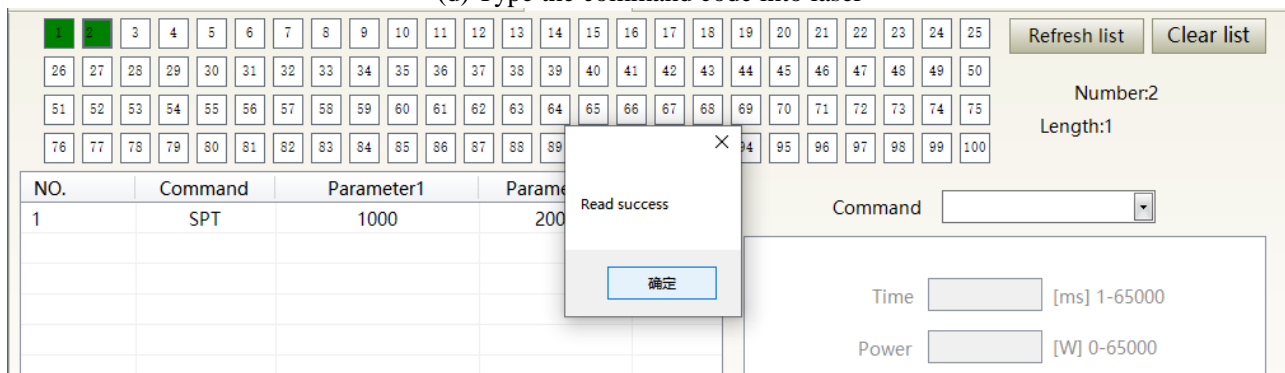 (d) Type the command code into laser
1 2 3 4 5 6 7 8 9 10 11 12 13 14 15 16 17 18 19 20 21 22 23 24 25
Refresh list Clear list
26 27 28 29 30 31 32 33 34 35 36 37 38 39 40 41 42 43 44 45 46 47 48 49 50
Number:2
51 52 53 54 55 56 57 58 59 60 61 62 63 64 65 66 67 68 69 70 71 72 73 74 75
Length:1
76 77 78 79 80 81 82 83 84 85 86 87 88 89 94 95 96 97 98 99 100
NO. Command Parameter1 Parame
Read success
Command
1 SPT 1000 200
确定
Time [ms] 1-65000
Power [W] 0-65000